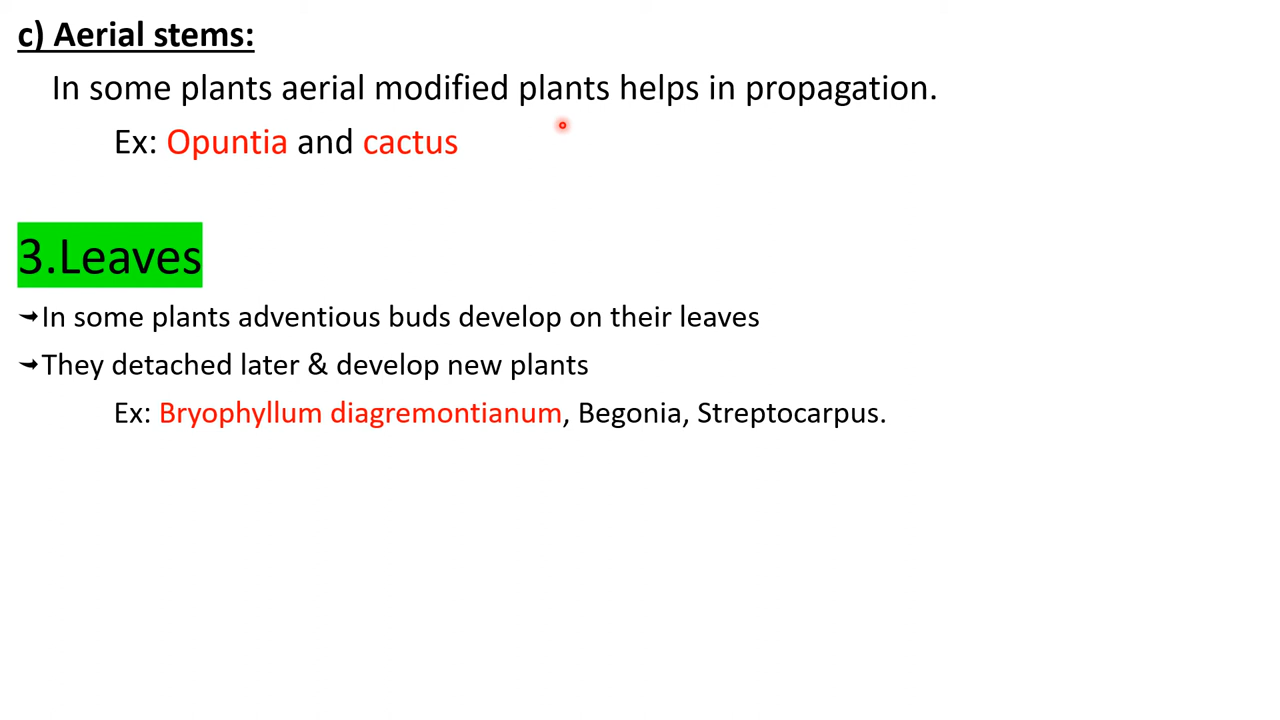 c) Aerial stems:
In some plants aerial modified plants helps in propagation.
Ex: Opuntia and cactus
3.Leaves
➙In some plants adventious buds develop on their leaves
➙They detached later & develop new plants
Ex: Bryophyllum diagremontianum, Begonia, Streptocarpus.